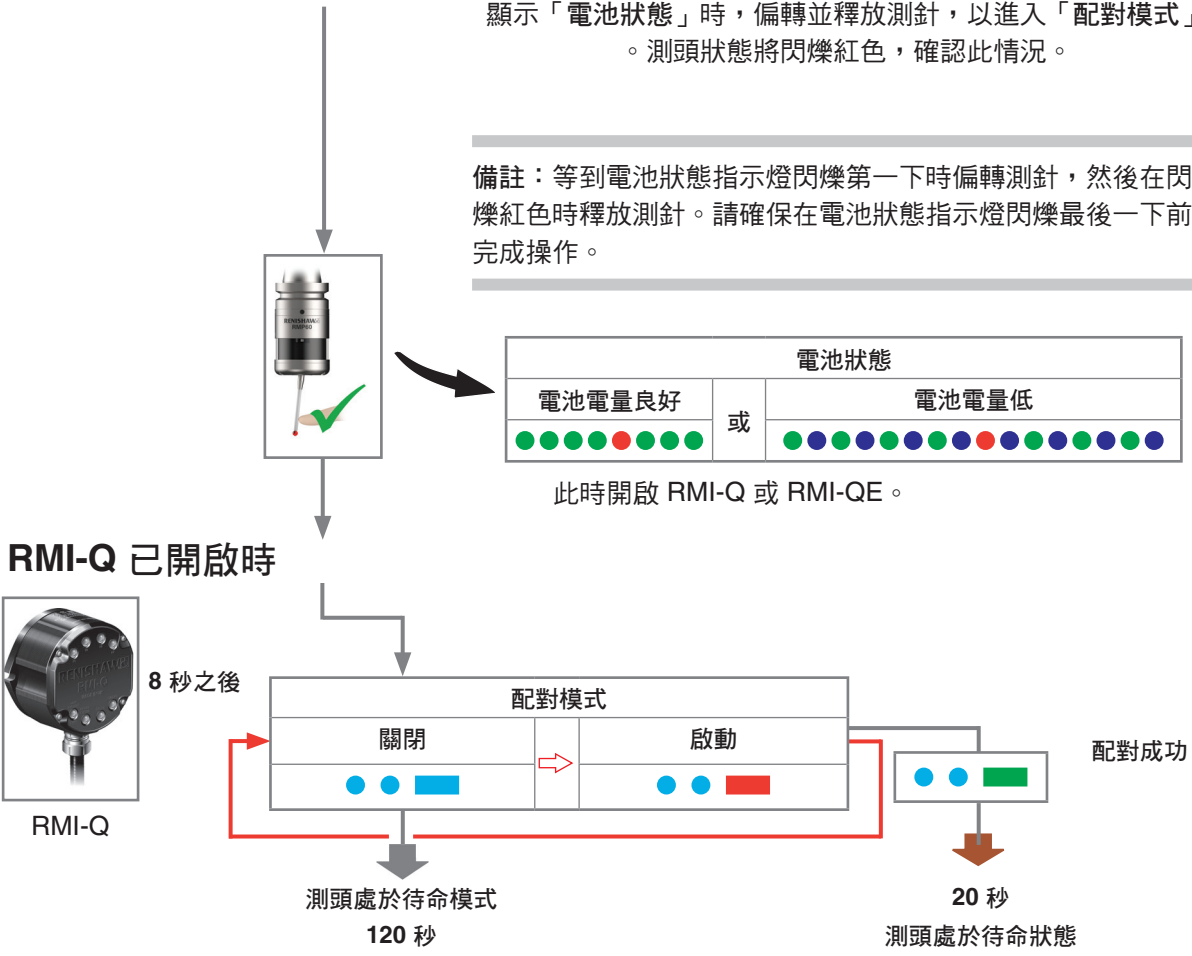 顯示「電池狀態」時，偏轉並釋放測針，以進入「配對模式」
。測頭狀態將閃爍紅色，確認此情況。
備註：等到電池狀態指示燈閃爍第一下時偏轉測針，然後在閃
爍紅色時釋放測針。請確保在電池狀態指示燈閃爍最後一下前
完成操作。
RENISHAW
RMP60
電池狀態
電池電量良好
或
電池電量低
此時開啟 RMI-Q 或 RMI-QE。
RMI-Q 已開啟時
RENISHAW
RMI-Q
8 秒之後
RMI-Q
配對模式
關閉
啟動
配對成功
測頭處於待命模式
120 秒
20 秒
測頭處於待命狀態